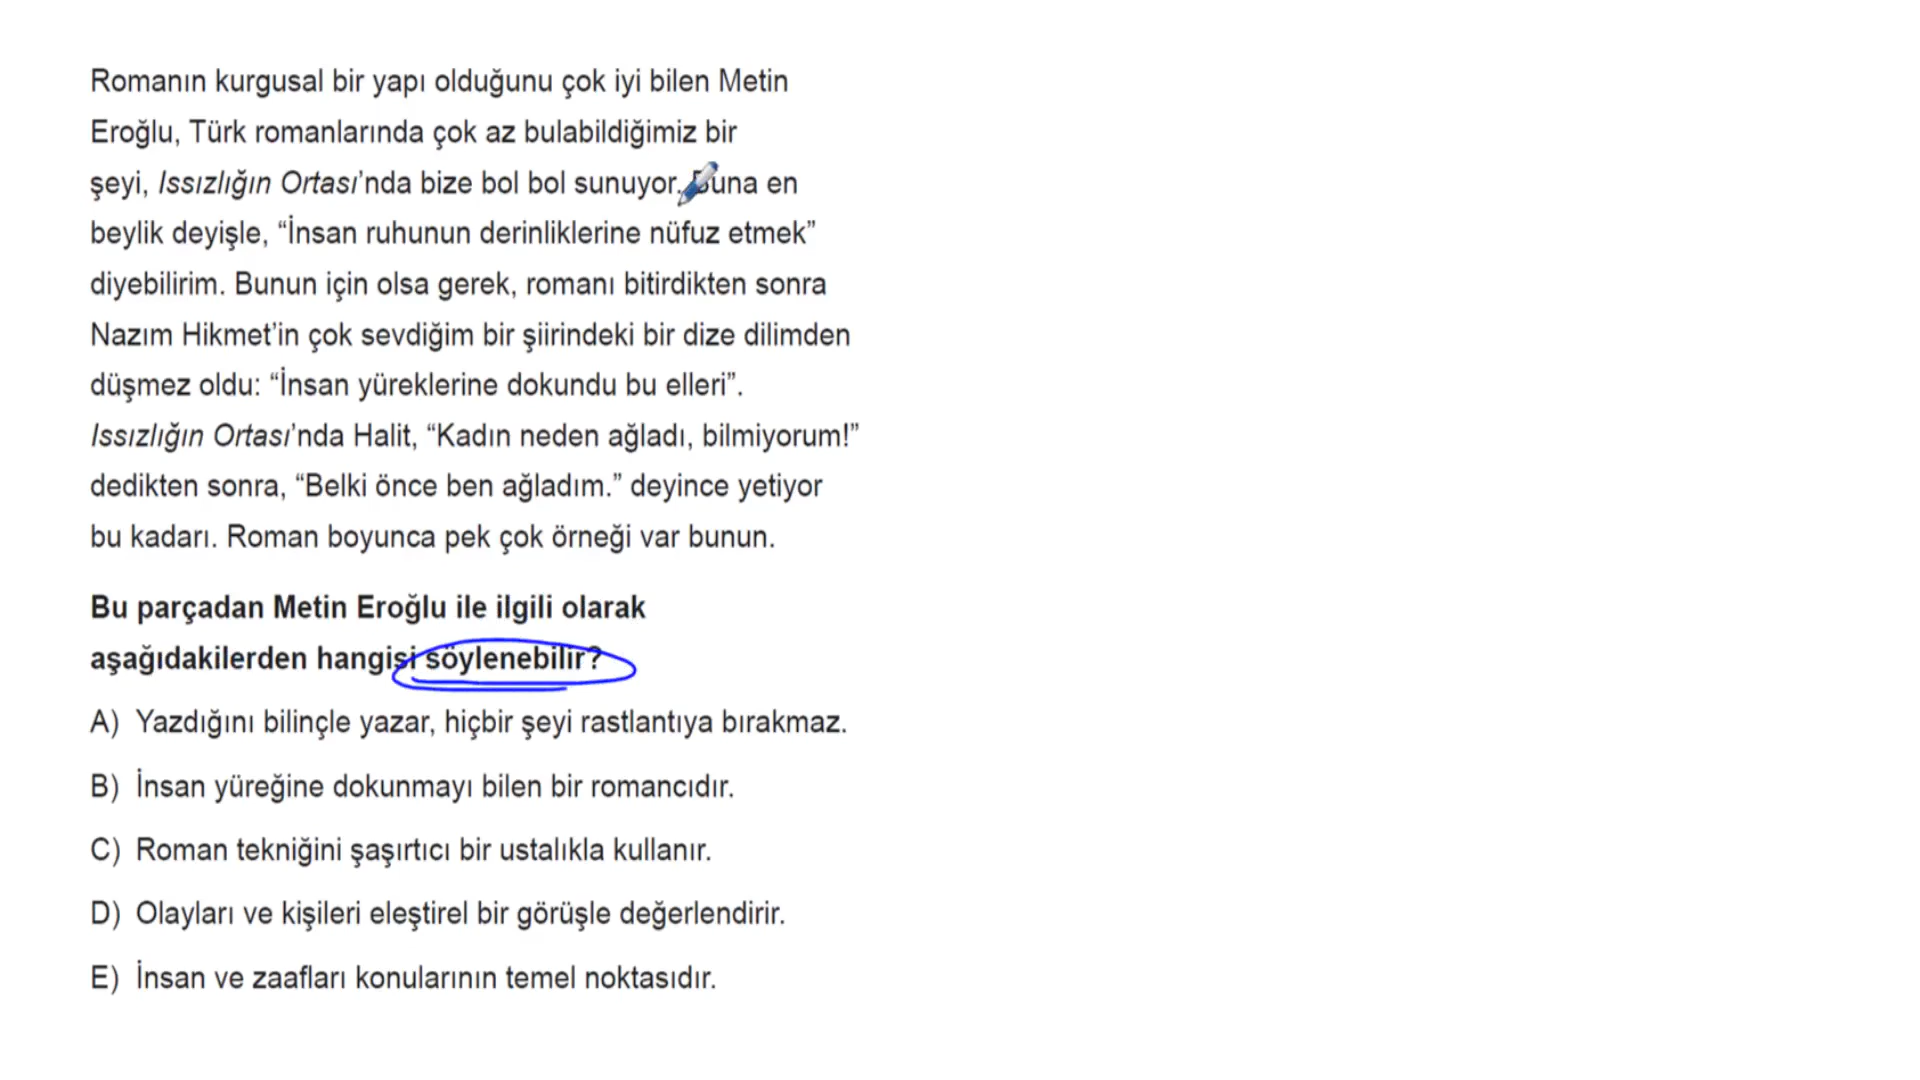 Romanın kurgusal bir yapı olduğunu çok iyi bilen Metin
Eroğlu, Türk romanlarında çok az bulabildiğimiz bir
şeyi, Issızlığın Ortası’nda bize bol bol sunuyor. Buna en
beylik deyişle, “İnsan ruhunun derinliklerine nüfuz etmek”
diyebilirim. Bunun için olsa gerek, romanı bitirdikten sonra
Nazım Hikmet’in çok sevdiğim bir şiirindeki bir dize dilimden
düşmez oldu: “İnsan yüreklerine dokundu bu elleri”.
Issızlığın Ortası’nda Halit, “Kadın neden ağladı, bilmiyorum!”
dedikten sonra, “Belki önce ben ağladım.” deyince yetiyor
bu kadarı. Roman boyunca pek çok örneği var bunun.
Bu parçadan Metin Eroğlu ile ilgili olarak
aşağıdakilerden hangisi söylenebilir?
A) Yazdığını bilinçle yazar, hiçbir şeyi rastlantıya bırakmaz.
B) İnsan yüreğine dokunmayı bilen bir romancıdır.
C) Roman tekniğini şaşırtıcı bir ustalıkla kullanır.
D) Olayları ve kişileri eleştirel bir görüşle değerlendirir.
E) İnsan ve zaafları konularının temel noktasıdır.